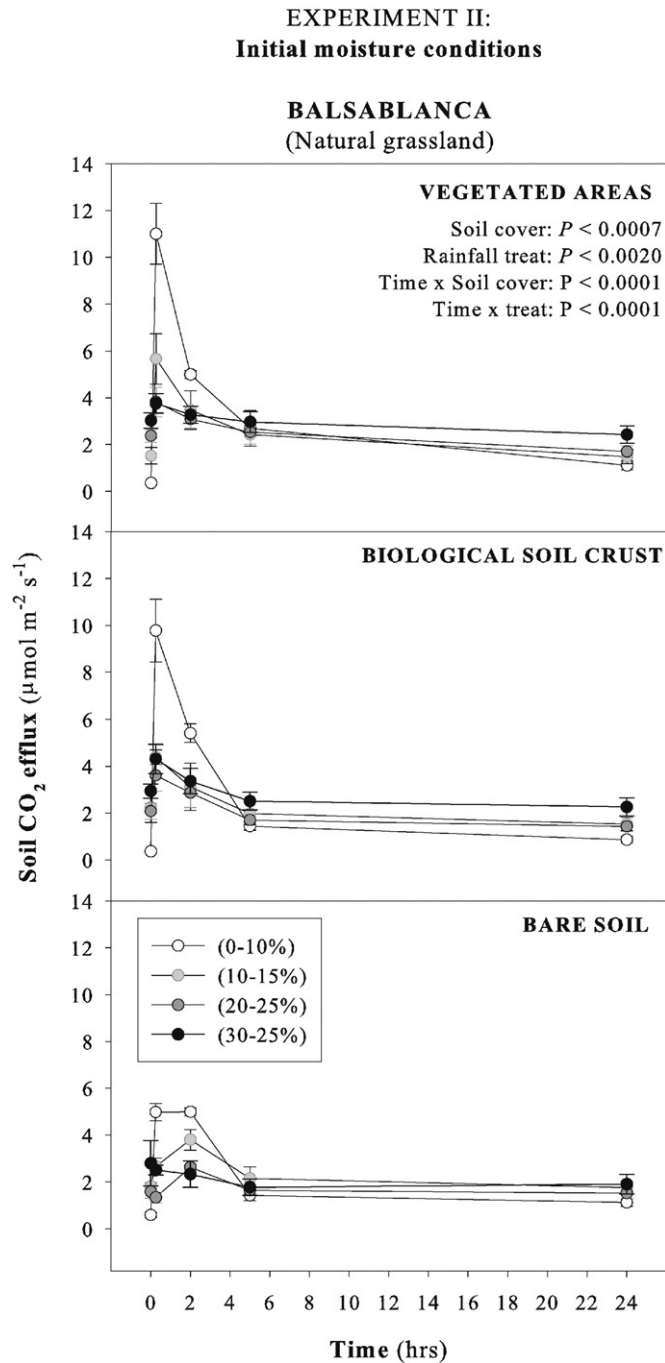 EXPERIMENT II:
Initial moisture conditions
BALSABLANCA
(Natural grassland)
VEGETATED AREAS
Soil cover: P < 0.0007
Rainfall treat: P < 0.0020
Time x Soil cover: P < 0.0001
Time x treat: P < 0.0001
14
12
10
8
6
4
2
0
BIOLOGICAL SOIL CRUST
14
12
10
8
6
4
2
0
Soil CO₂ efflux (µmol m⁻² s⁻¹)
BARE SOIL
14
12
10
8
6
4
2
0
(0-10%)
(10-15%)
(20-25%)
(30-25%)
0 2 4 6 8 10 12 14 16 18 20 22 24
Time (hrs)